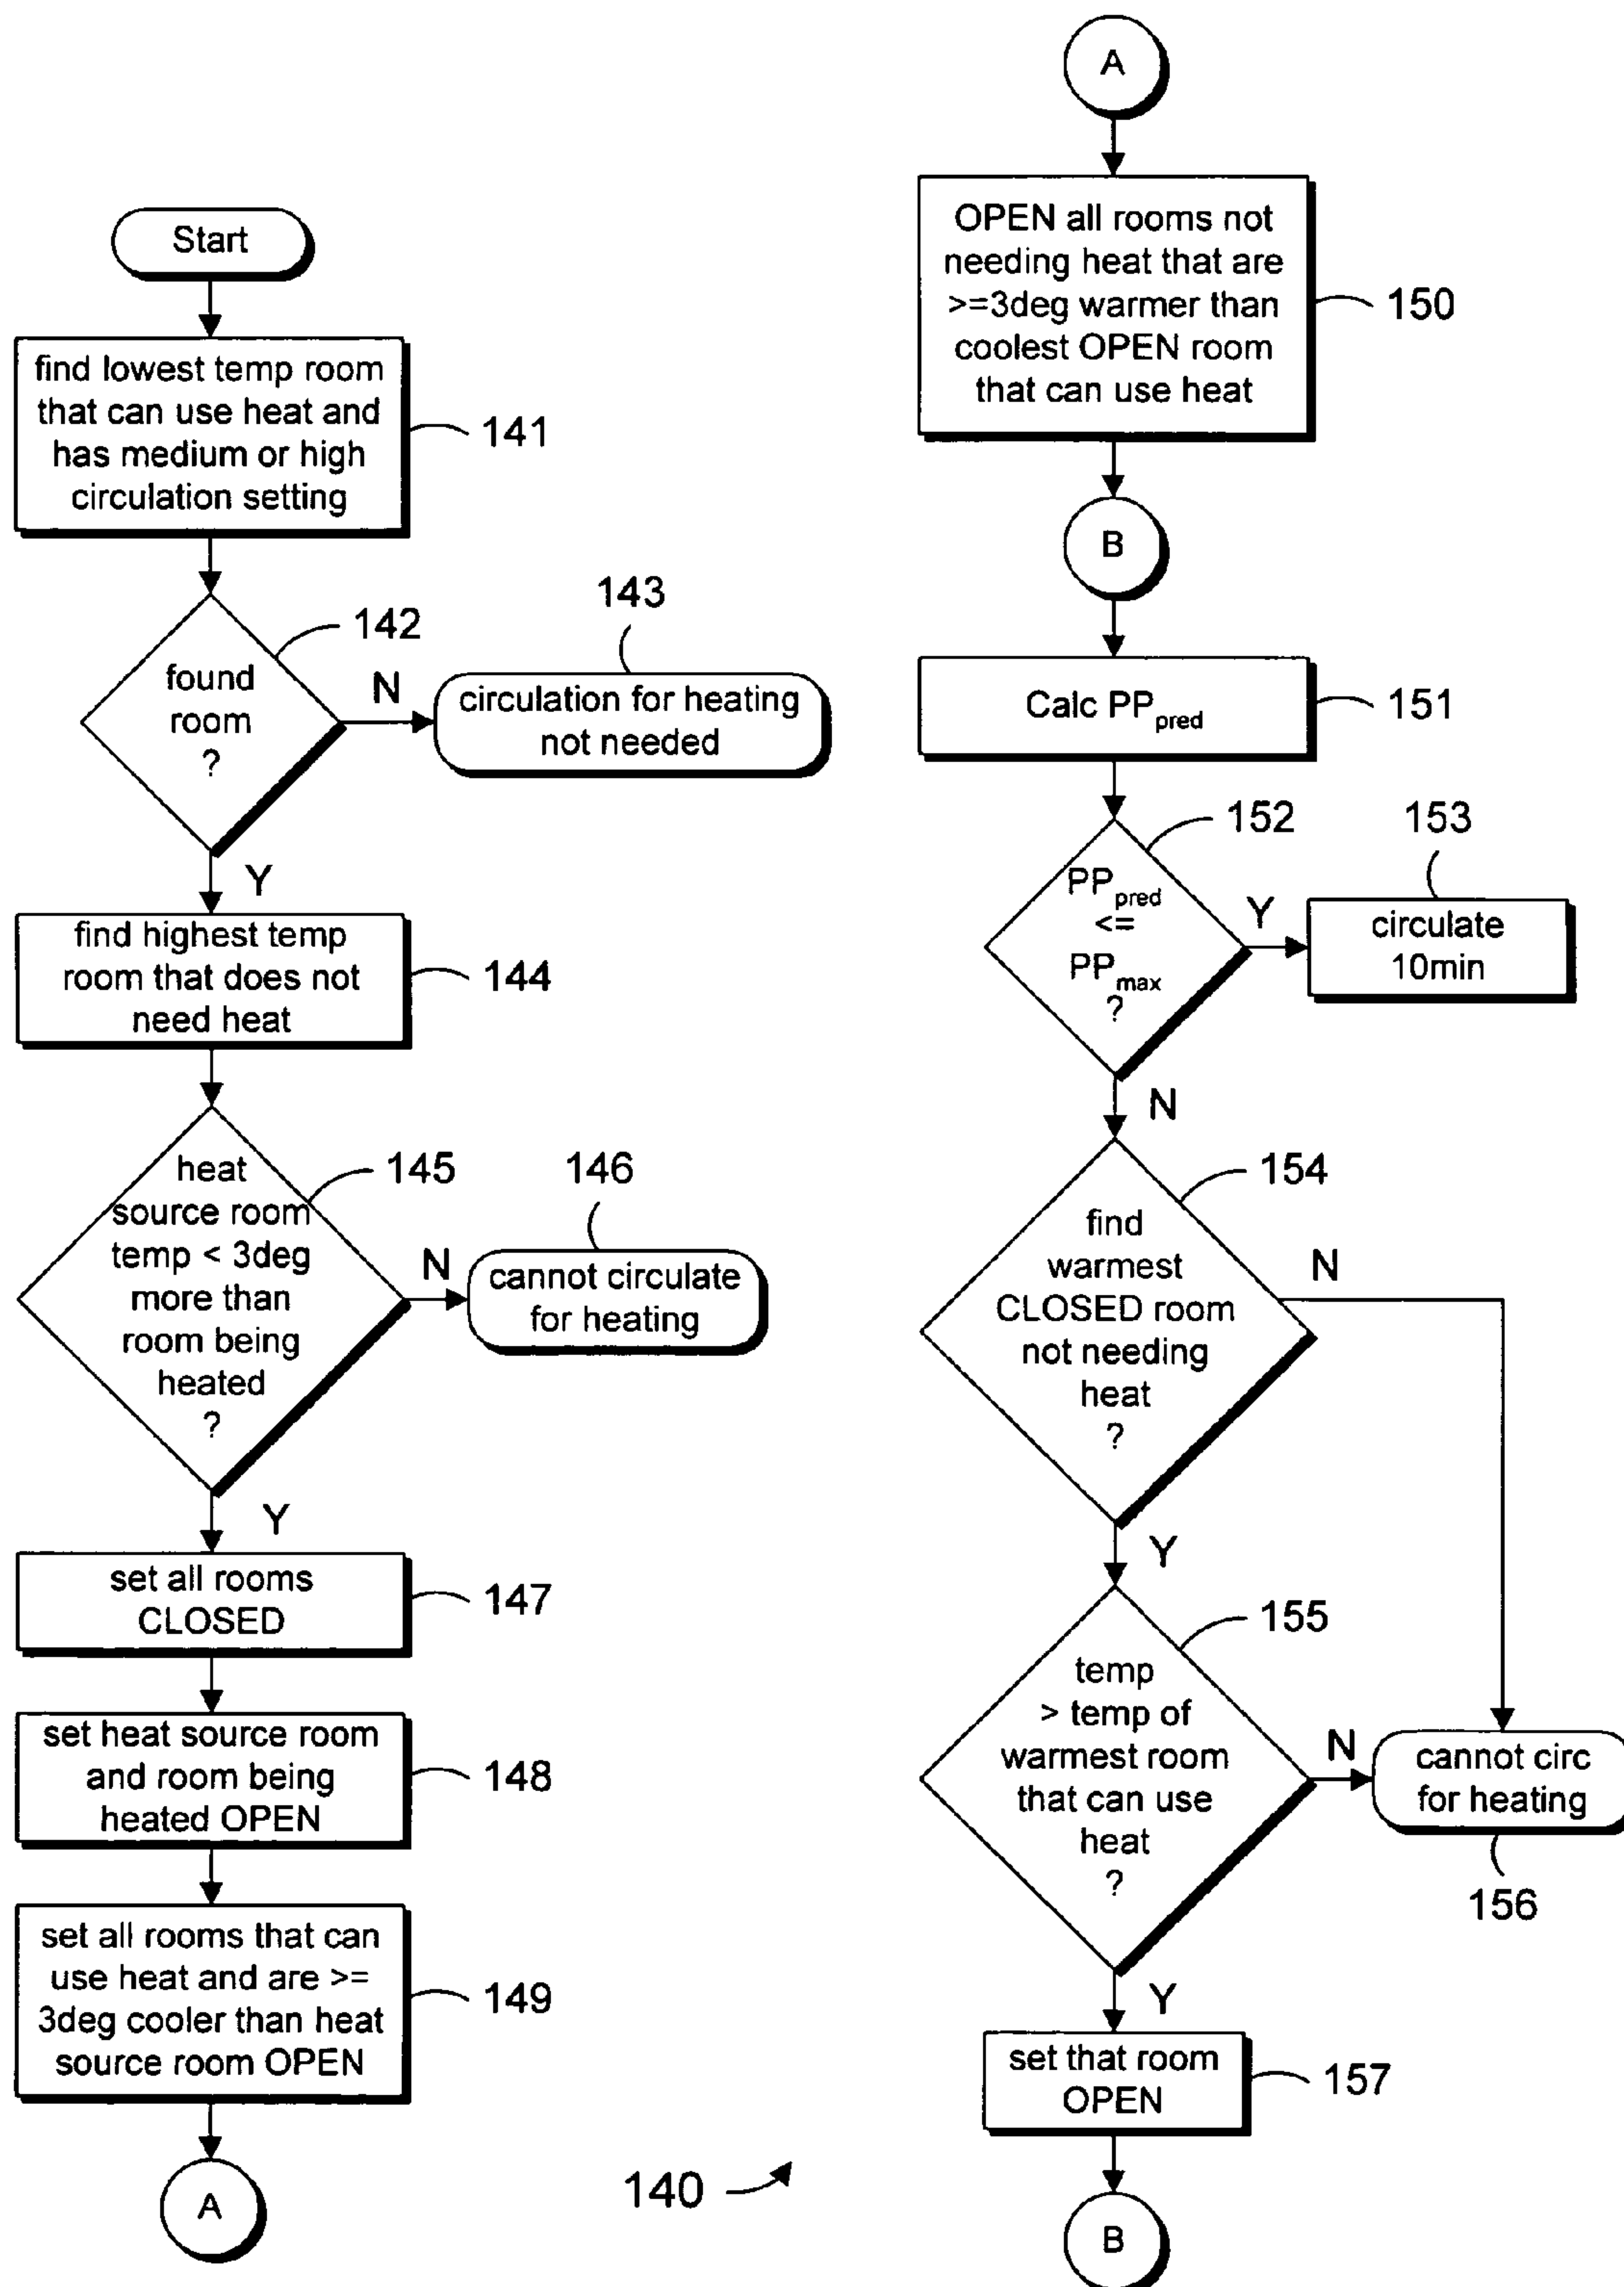 Start
find lowest temp room
that can use heat and
has medium or high
circulation setting
141
142
found
room
?
N
143
circulation for heating
not needed
Y
find highest temp
room that does not
need heat
144
heat
source room
temp < 3deg
more than
room being
heated
?
145
N
146
cannot circulate
for heating
Y
set all rooms
CLOSED
147
set heat source room
and room being
heated OPEN
148
set all rooms that can
use heat and are >=
3deg cooler than heat
source room OPEN
149
A
140
A
OPEN all rooms not
needing heat that are
>=3deg warmer than
coolest OPEN room
that can use heat
150
B
Calc PPpred
151
152
PPpred
<=
PPmax
?
Y
153
circulate
10min
N
154
find
warmest
CLOSED room
not needing
heat
?
N
Y
155
temp
> temp of
warmest room
that can use
heat
?
N
cannot circ
for heating
156
Y
set that room
OPEN
157
B